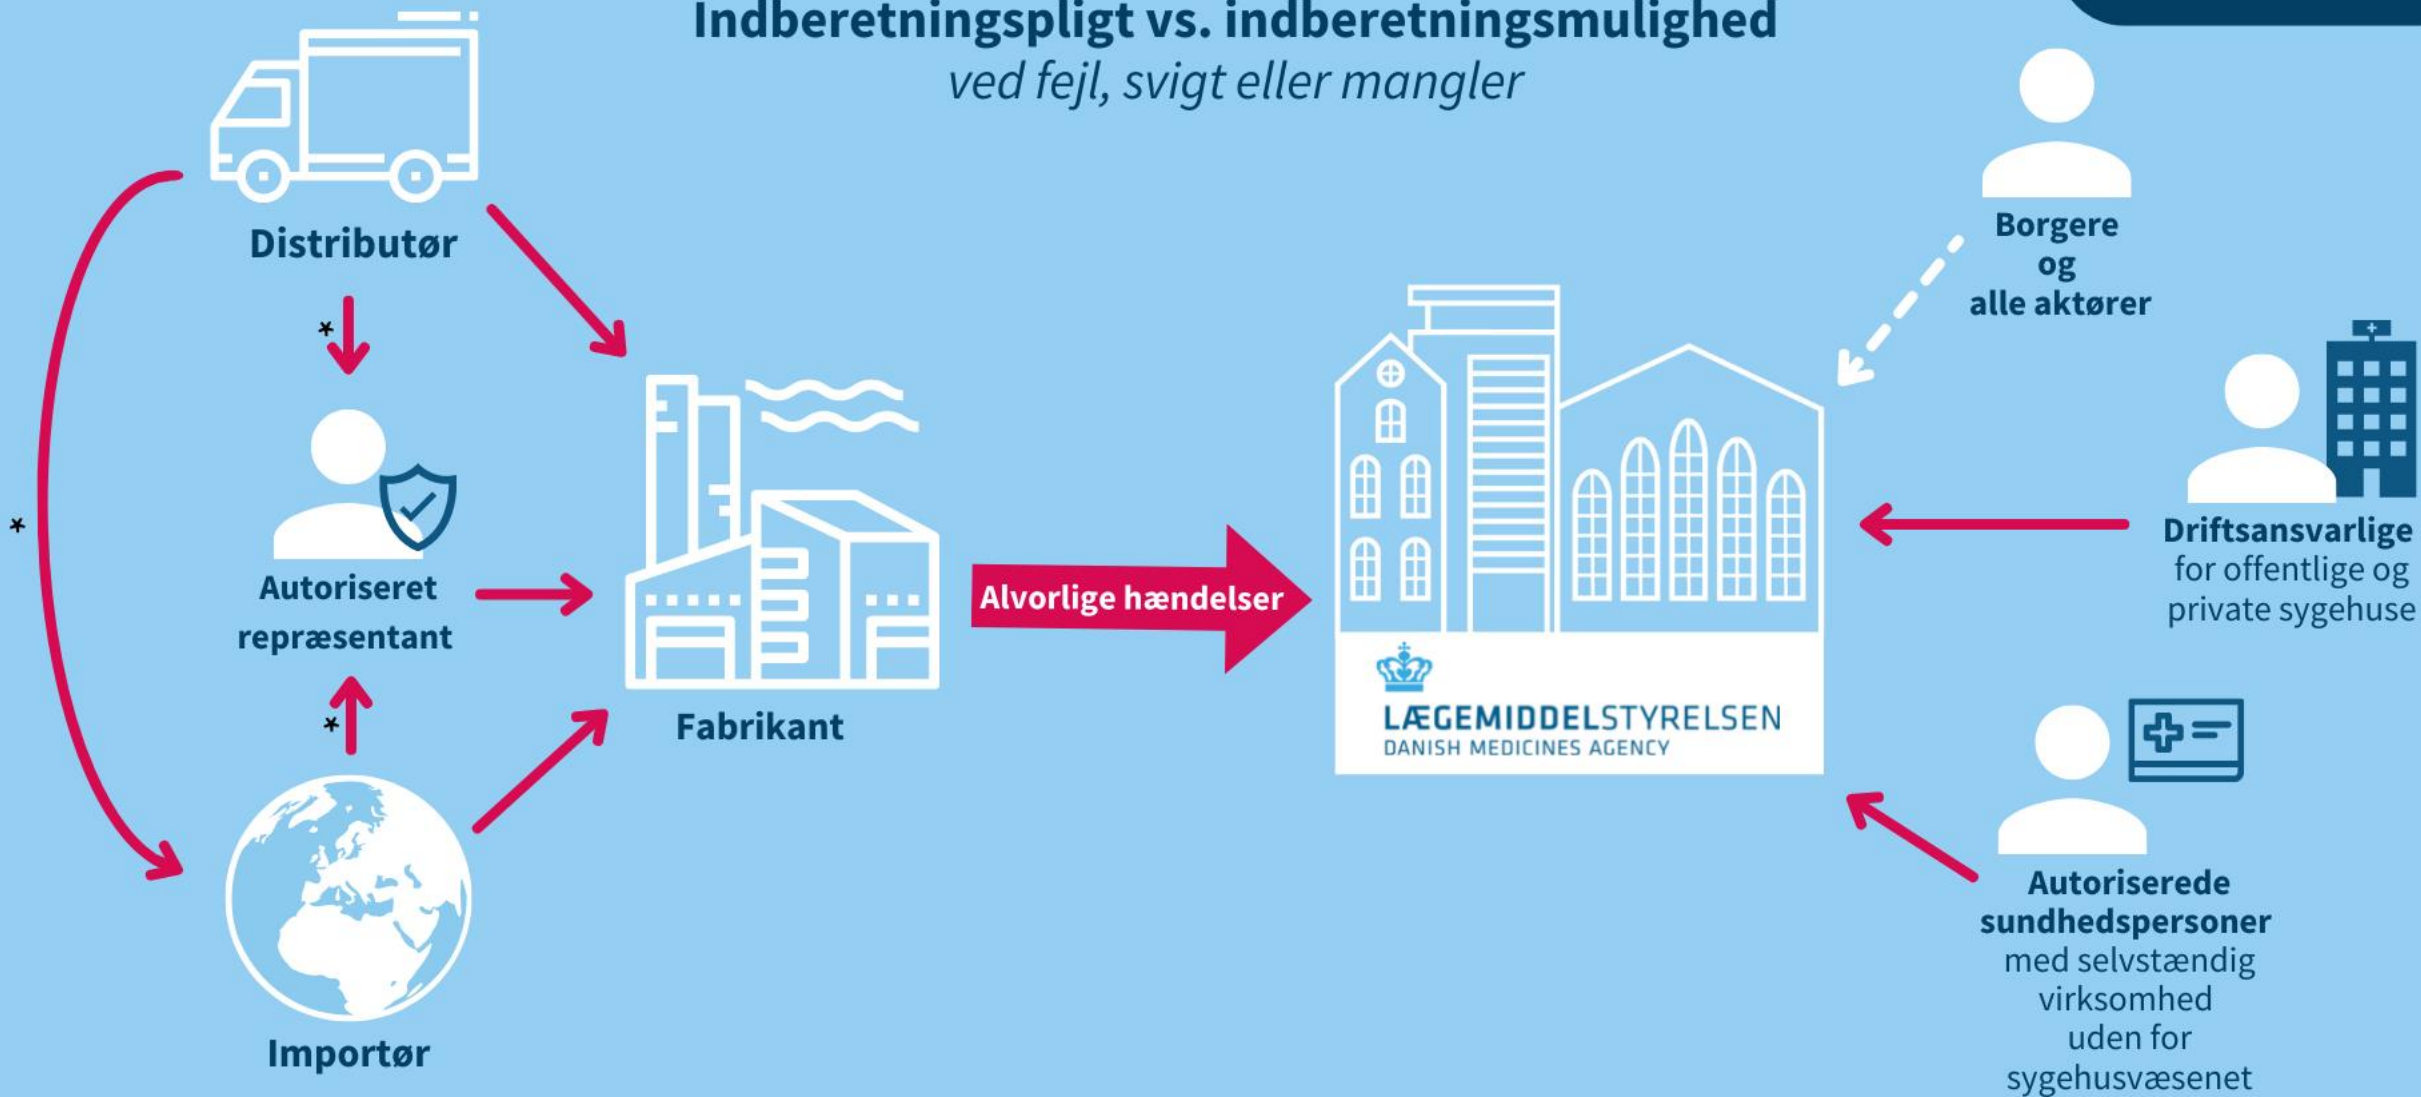 Indberetningspligt vs. indberetningsmulighed
ved fejl, svigt eller mangler
Distributør
*
*
Autoriseret
repræsentant
*
Importør
Fabrikant
Alvorlige hændelser
LÆGEMIDDELSTYRELSEN
DANISH MEDICINES AGENCY
Borgere
og
alle aktører
Driftsansvarlige
for offentlige og
private sygehuse
Autoriserede
sundhedspersoner
med selvstændig
virksomhed
uden for
sygehusvæsenet